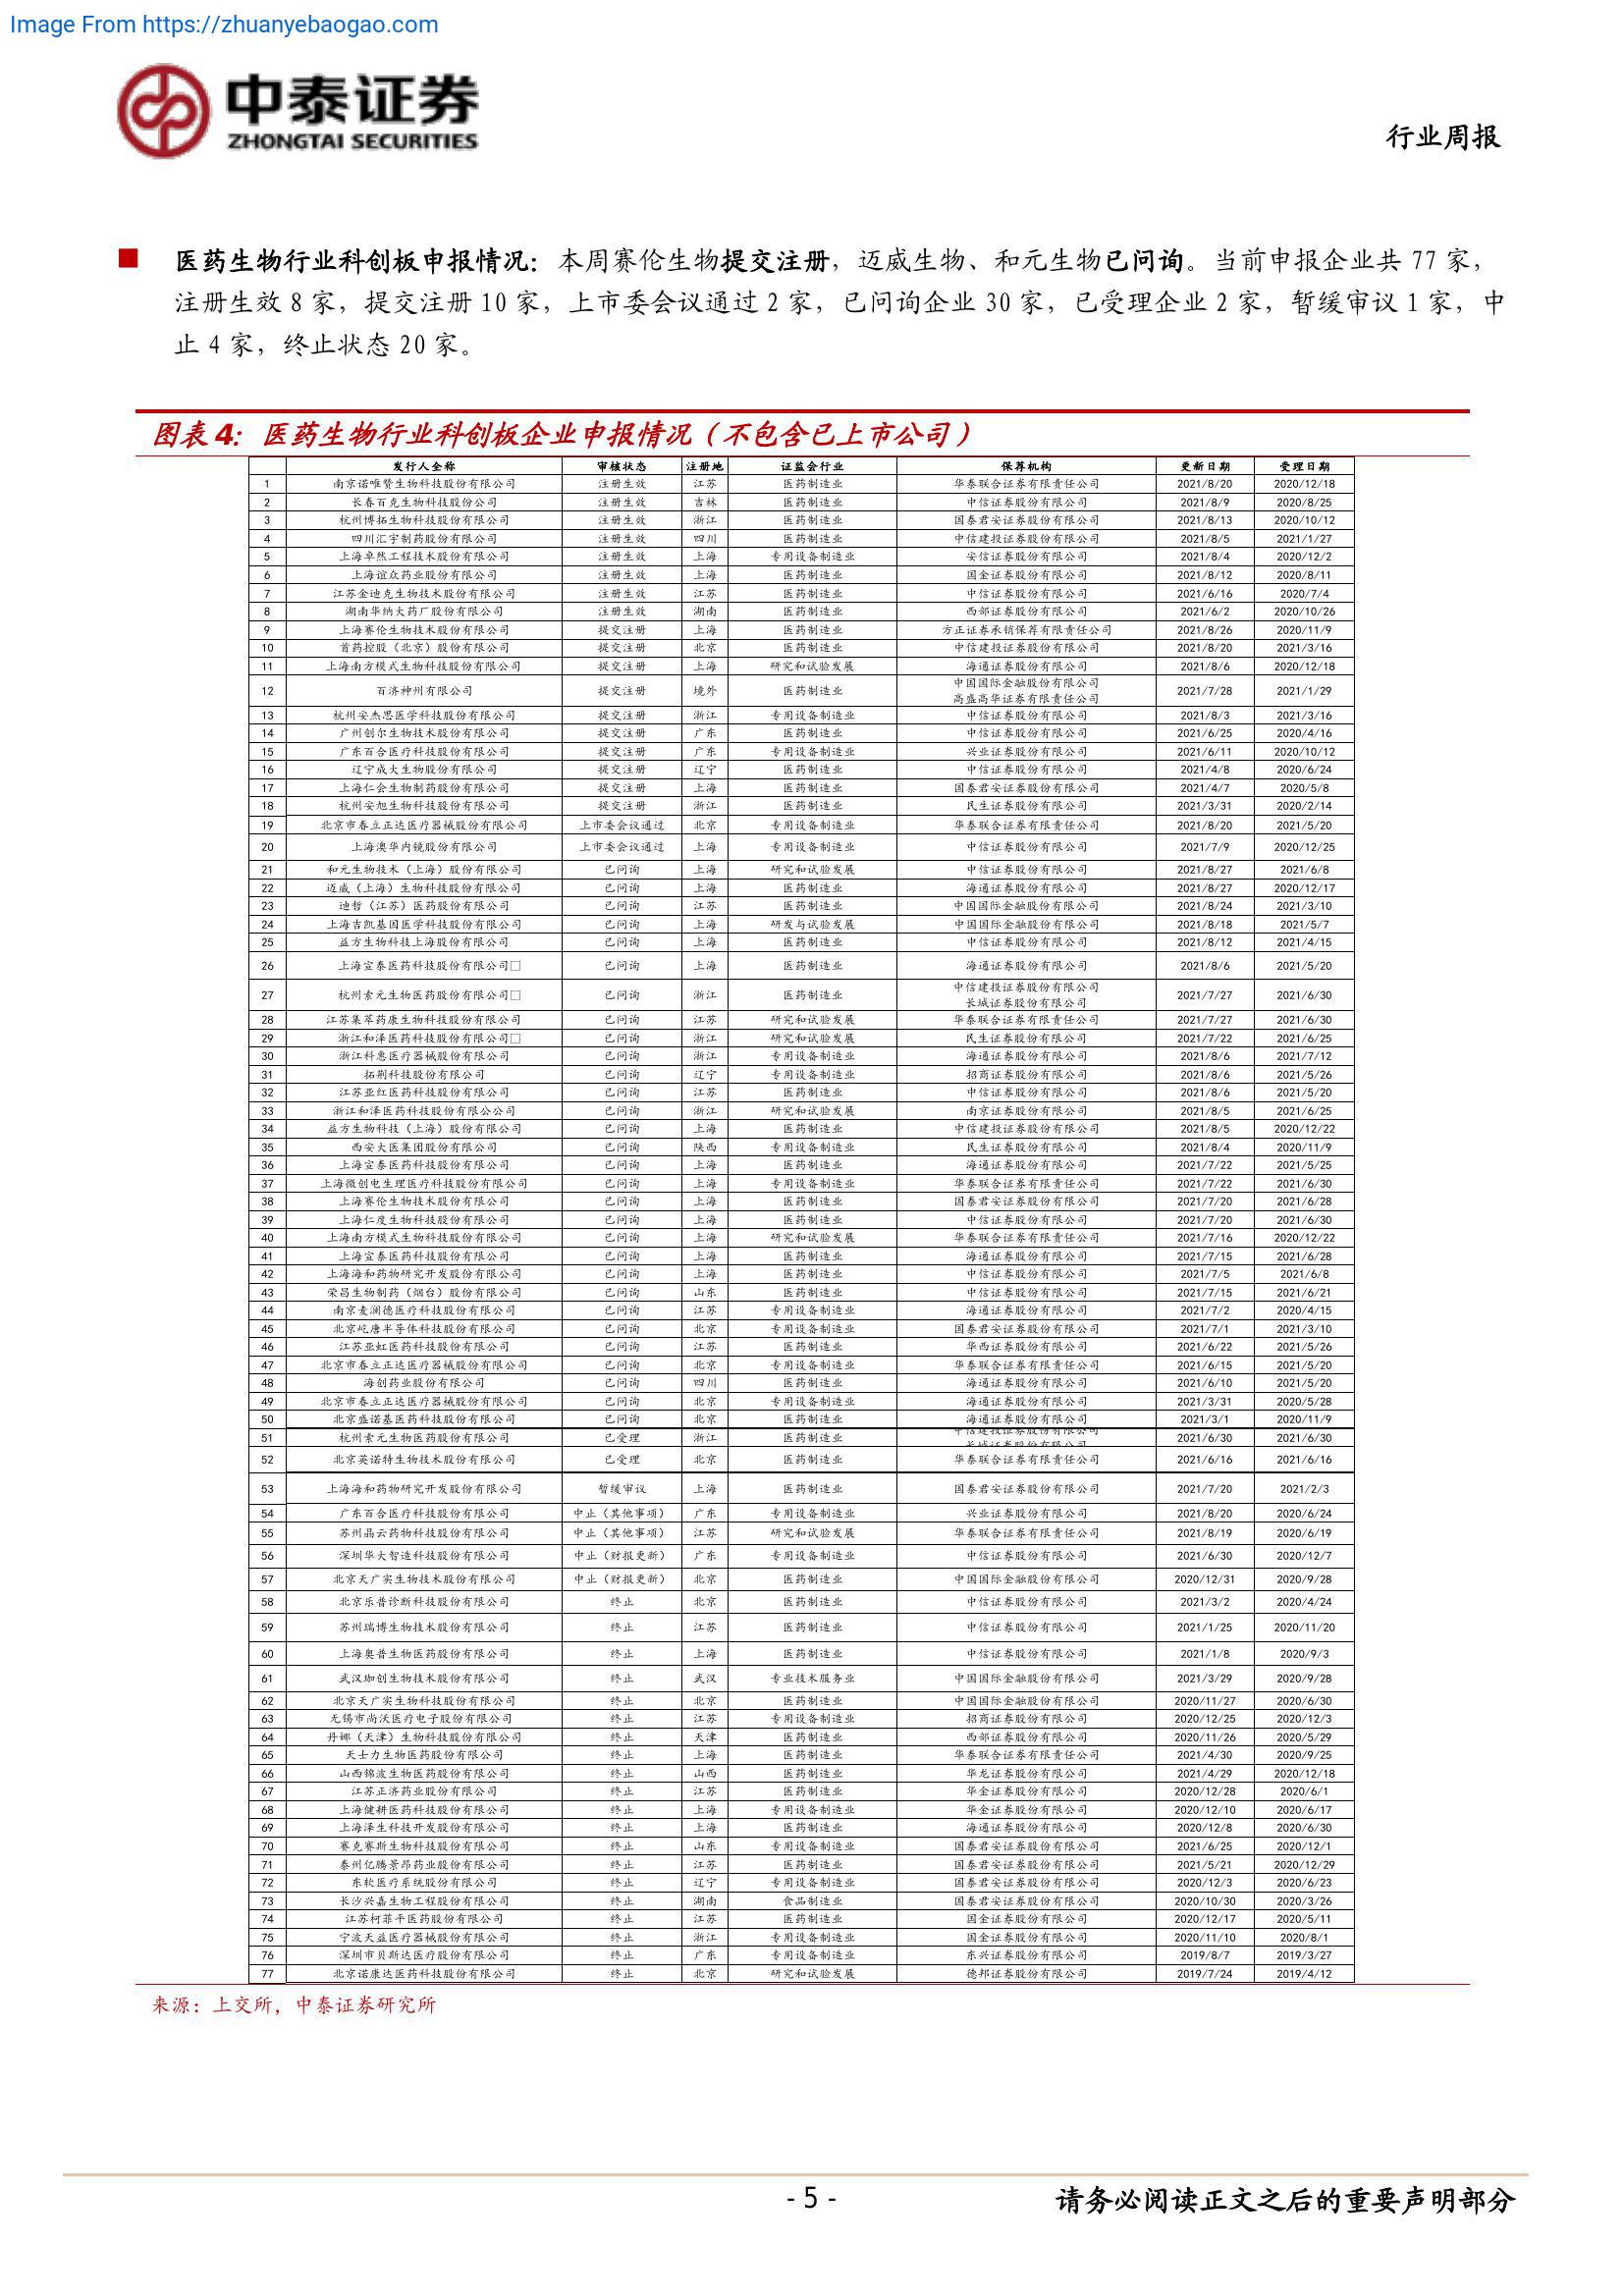 Image From https://zhuanyebaogao.com
中泰证券
ZHONGTAI SECURITIES
行业周报
医药生物行业科创板申报情况：本周赛伦生物提交注册，迈威生物、和元生物已问询。当前申报企业共 77 家，
注册生效 8 家，提交注册 10 家，上市委会议通过 2 家，已问询企业 30 家，已受理企业 2 家，暂缓审议 1 家，中
止 4 家，终止状态 20 家。
图表 4：医药生物行业科创板企业申报情况（不包含已上市公司）
发行人全称 审核状态 注册地 证监会行业 保荐机构 更新日期 受理日期
1 南京诺唯赞生物科技股份有限公司 注册生效 江苏 医药制造业 华泰联合证券有限责任公司 2021/8/20 2020/12/18
2 长春百克生物科技股份公司 注册生效 吉林 医药制造业 中信证券股份有限公司 2021/8/9 2020/8/25
3 杭州博拓生物科技股份有限公司 注册生效 浙江 医药制造业 国泰君安证券股份有限公司 2021/8/13 2020/10/12
4 四川汇宇制药股份有限公司 注册生效 四川 医药制造业 中信建投证券股份有限公司 2021/8/5 2021/1/27
5 上海卓然工程技术股份有限公司 注册生效 上海 专用设备制造业 安信证券股份有限公司 2021/8/4 2020/12/2
6 上海谊众药业股份有限公司 注册生效 上海 医药制造业 国金证券股份有限公司 2021/8/12 2020/8/11
7 江苏金迪克生物技术股份有限公司 注册生效 江苏 医药制造业 中信证券股份有限公司 2021/6/16 2020/7/4
8 湖南华纳大药厂股份有限公司 注册生效 湖南 医药制造业 西部证券股份有限公司 2021/6/2 2020/10/26
9 上海赛伦生物技术股份有限公司 提交注册 上海 医药制造业 方正证券承销保荐有限责任公司 2021/8/26 2020/11/9
10 首药控股（北京）股份有限公司 提交注册 北京 医药制造业 中信建投证券股份有限公司 2021/8/20 2021/3/16
11 上海南方模式生物科技股份有限公司 提交注册 上海 研究和试验发展 海通证券股份有限公司 2021/8/6 2020/12/18
12 百济神州有限公司 提交注册 境外 医药制造业 中国国际金融股份有限公司 高盛高华证券有限责任公司 2021/7/28 2021/1/29
13 杭州安杰思医学科技股份有限公司 提交注册 浙江 专用设备制造业 中信证券股份有限公司 2021/8/3 2021/3/16
14 广州创尔生物技术股份有限公司 提交注册 广东 医药制造业 中信证券股份有限公司 2021/6/25 2020/4/16
15 广东百合医疗科技股份有限公司 提交注册 广东 专用设备制造业 兴业证券股份有限公司 2021/6/11 2020/10/12
16 辽宁成大生物股份有限公司 提交注册 辽宁 医药制造业 中信证券股份有限公司 2021/4/8 2020/6/24
17 上海仁会生物制药股份有限公司 提交注册 上海 医药制造业 国泰君安证券股份有限公司 2021/4/7 2020/5/8
18 杭州安旭生物科技股份有限公司 提交注册 浙江 医药制造业 民生证券股份有限公司 2021/3/31 2020/2/14
19 北京市春立正达医疗器械股份有限公司 上市委会议通过 北京 专用设备制造业 华泰联合证券有限责任公司 2021/8/20 2021/5/20
20 上海澳华内镜股份有限公司 上市委会议通过 上海 专用设备制造业 中信证券股份有限公司 2021/7/9 2020/12/25
21 和元生物技术（上海）股份有限公司 已问询 上海 研究和试验发展 中信证券股份有限公司 2021/8/27 2021/6/8
22 迈威（上海）生物科技股份有限公司 已问询 上海 医药制造业 海通证券股份有限公司 2021/8/27 2020/12/17
23 迪哲（江苏）医药股份有限公司 已问询 江苏 医药制造业 中国国际金融股份有限公司 2021/8/24 2021/3/10
24 上海吉凯基因医学科技股份有限公司 已问询 上海 研发与试验发展 中国国际金融股份有限公司 2021/8/18 2021/5/7
25 益方生物科技上海股份有限公司 已问询 上海 医药制造业 中信证券股份有限公司 2021/8/12 2021/4/15
26 上海宣泰医药科技股份有限公司□ 已问询 上海 医药制造业 海通证券股份有限公司 2021/8/6 2021/5/20
27 杭州索元生物医药股份有限公司□ 已问询 浙江 医药制造业 中信建投证券股份有限公司 长城证券股份有限公司 2021/7/27 2021/6/30
28 江苏集萃药康生物科技股份有限公司 已问询 江苏 研究和试验发展 华泰联合证券有限责任公司 2021/7/27 2021/6/30
29 浙江和泽医药科技股份有限公司□ 已问询 浙江 研究和试验发展 民生证券股份有限公司 2021/7/22 2021/6/25
30 浙江科惠医疗器械股份有限公司 已问询 浙江 专用设备制造业 海通证券股份有限公司 2021/8/6 2021/7/12
31 拓荆科技股份有限公司 已问询 辽宁 专用设备制造业 招商证券股份有限公司 2021/8/6 2021/5/26
32 江苏亚红医药科技股份有限公司 已问询 江苏 医药制造业 中信证券股份有限公司 2021/8/6 2021/5/20
33 浙江和泽医药科技股份有限公公司 已问询 浙江 研究和试验发展 南京证券股份有限公司 2021/8/5 2021/6/25
34 益方生物科技（上海）股份有限公司 已问询 上海 医药制造业 中信建投证券股份有限公司 2021/8/5 2020/12/22
35 西安大医集团股份有限公司 已问询 陕西 专用设备制造业 民生证券股份有限公司 2021/8/4 2020/11/9
36 上海宣泰医药科技股份有限公司 已问询 上海 医药制造业 海通证券股份有限公司 2021/7/22 2021/5/25
37 上海微创电生理医疗科技股份有限公司 已问询 上海 专用设备制造业 华泰联合证券有限责任公司 2021/7/22 2021/6/30
38 上海赛伦生物技术股份有限公司 已问询 上海 医药制造业 国泰君安证券股份有限公司 2021/7/20 2021/6/28
39 上海仁度生物科技股份有限公司 已问询 上海 医药制造业 中信证券股份有限公司 2021/7/20 2021/6/30
40 上海南方模式生物科技股份有限公司 已问询 上海 研究和试验发展 华泰联合证券有限责任公司 2021/7/16 2020/12/22
41 上海宣泰医药科技股份有限公司 已问询 上海 医药制造业 海通证券股份有限公司 2021/7/15 2021/6/28
42 上海海和药物研究开发股份有限公司 已问询 上海 医药制造业 中信证券股份有限公司 2021/7/5 2021/6/8
43 荣昌生物制药（烟台）股份有限公司 已问询 山东 医药制造业 中信证券股份有限公司 2021/7/15 2021/6/21
44 南京麦澜德医疗科技股份有限公司 已问询 江苏 专用设备制造业 海通证券股份有限公司 2021/7/2 2020/4/15
45 北京屹唐半导体科技股份有限公司 已问询 北京 专用设备制造业 国泰君安证券股份有限公司 2021/7/1 2021/3/10
46 江苏亚虹医药科技股份有限公司 已问询 江苏 医药制造业 华西证券股份有限公司 2021/6/22 2021/5/26
47 北京市春立正达医疗器械股份有限公司 已问询 北京 专用设备制造业 华泰联合证券有限责任公司 2021/6/15 2021/5/20
48 海创药业股份有限公司 已问询 四川 医药制造业 海通证券股份有限公司 2021/6/10 2021/5/20
49 北京市春立正达医疗器械股份有限公司 已问询 北京 专用设备制造业 海通证券股份有限公司 2021/3/31 2020/5/28
50 北京盛诺基医药科技股份有限公司 已问询 北京 医药制造业 海通证券股份有限公司 2021/3/1 2020/11/9
51 杭州索元生物医药股份有限公司 已受理 浙江 医药制造业 中信建投证券股份有限公司 长城证券股份有限公司 2021/6/30 2021/6/30
52 北京英诺特生物技术股份有限公司 已受理 北京 医药制造业 华泰联合证券有限责任公司 2021/6/16 2021/6/16
53 上海海和药物研究开发股份有限公司 暂缓审议 上海 医药制造业 国泰君安证券股份有限公司 2021/7/20 2021/2/3
54 广东百合医疗科技股份有限公司 中止（其他事项） 广东 专用设备制造业 兴业证券股份有限公司 2021/8/20 2020/6/24
55 苏州晶云药物科技股份有限公司 中止（其他事项） 江苏 研究和试验发展 华泰联合证券有限责任公司 2021/8/19 2020/6/19
56 深圳华大智造科技股份有限公司 中止（财报更新） 广东 专用设备制造业 中信证券股份有限公司 2021/6/30 2020/12/7
57 北京天广实生物技术股份有限公司 中止（财报更新） 北京 医药制造业 中国国际金融股份有限公司 2020/12/31 2020/9/28
58 北京乐普诊断科技股份有限公司 终止 北京 医药制造业 中信证券股份有限公司 2021/3/2 2020/4/24
59 苏州瑞博生物技术股份有限公司 终止 江苏 医药制造业 中信证券股份有限公司 2021/1/25 2020/11/20
60 上海奥普生物医药股份有限公司 终止 上海 医药制造业 中信证券股份有限公司 2021/1/8 2020/9/3
61 武汉珈创生物技术股份有限公司 终止 武汉 专业技术服务业 中国国际金融股份有限公司 2021/3/29 2020/9/28
62 北京天广实生物科技股份有限公司 终止 北京 医药制造业 中国国际金融股份有限公司 2020/11/27 2020/6/30
63 无锡市尚沃医疗电子股份有限公司 终止 江苏 专用设备制造业 招商证券股份有限公司 2020/12/25 2020/12/3
64 丹娜（天津）生物科技股份有限公司 终止 天津 医药制造业 西部证券股份有限公司 2020/11/26 2020/5/29
65 天士力生物医药股份有限公司 终止 上海 医药制造业 华泰联合证券有限责任公司 2021/4/30 2020/9/25
66 山西锦波生物医药股份有限公司 终止 山西 医药制造业 华龙证券股份有限公司 2021/4/29 2020/12/18
67 江苏正济药业股份有限公司 终止 江苏 医药制造业 华金证券股份有限公司 2020/12/28 2020/6/1
68 上海健耕医药科技股份有限公司 终止 上海 专用设备制造业 华金证券股份有限公司 2020/12/10 2020/6/17
69 上海泽生科技开发股份有限公司 终止 上海 医药制造业 海通证券股份有限公司 2020/12/8 2020/6/30
70 赛克赛斯生物科技股份有限公司 终止 山东 专用设备制造业 国泰君安证券股份有限公司 2021/6/25 2020/12/1
71 泰州亿腾景昂药业股份有限公司 终止 江苏 医药制造业 国泰君安证券股份有限公司 2021/5/21 2020/12/29
72 东软医疗系统股份有限公司 终止 辽宁 专用设备制造业 国泰君安证券股份有限公司 2020/12/3 2020/6/23
73 长沙兴嘉生物工程股份有限公司 终止 湖南 食品制造业 国泰君安证券股份有限公司 2020/10/30 2020/3/26
74 江苏柯菲平医药股份有限公司 终止 江苏 医药制造业 国金证券股份有限公司 2020/12/17 2020/5/11
75 宁波天益医疗器械股份有限公司 终止 浙江 专用设备制造业 国金证券股份有限公司 2020/11/10 2020/8/1
76 深圳市贝斯达医疗股份有限公司 终止 广东 专用设备制造业 东兴证券股份有限公司 2019/8/7 2019/3/27
77 北京诺康达医药科技股份有限公司 终止 北京 研究和试验发展 德邦证券股份有限公司 2019/7/24 2019/4/12
来源：上交所，中泰证券研究所
- 5 -
请务必阅读正文之后的重要声明部分